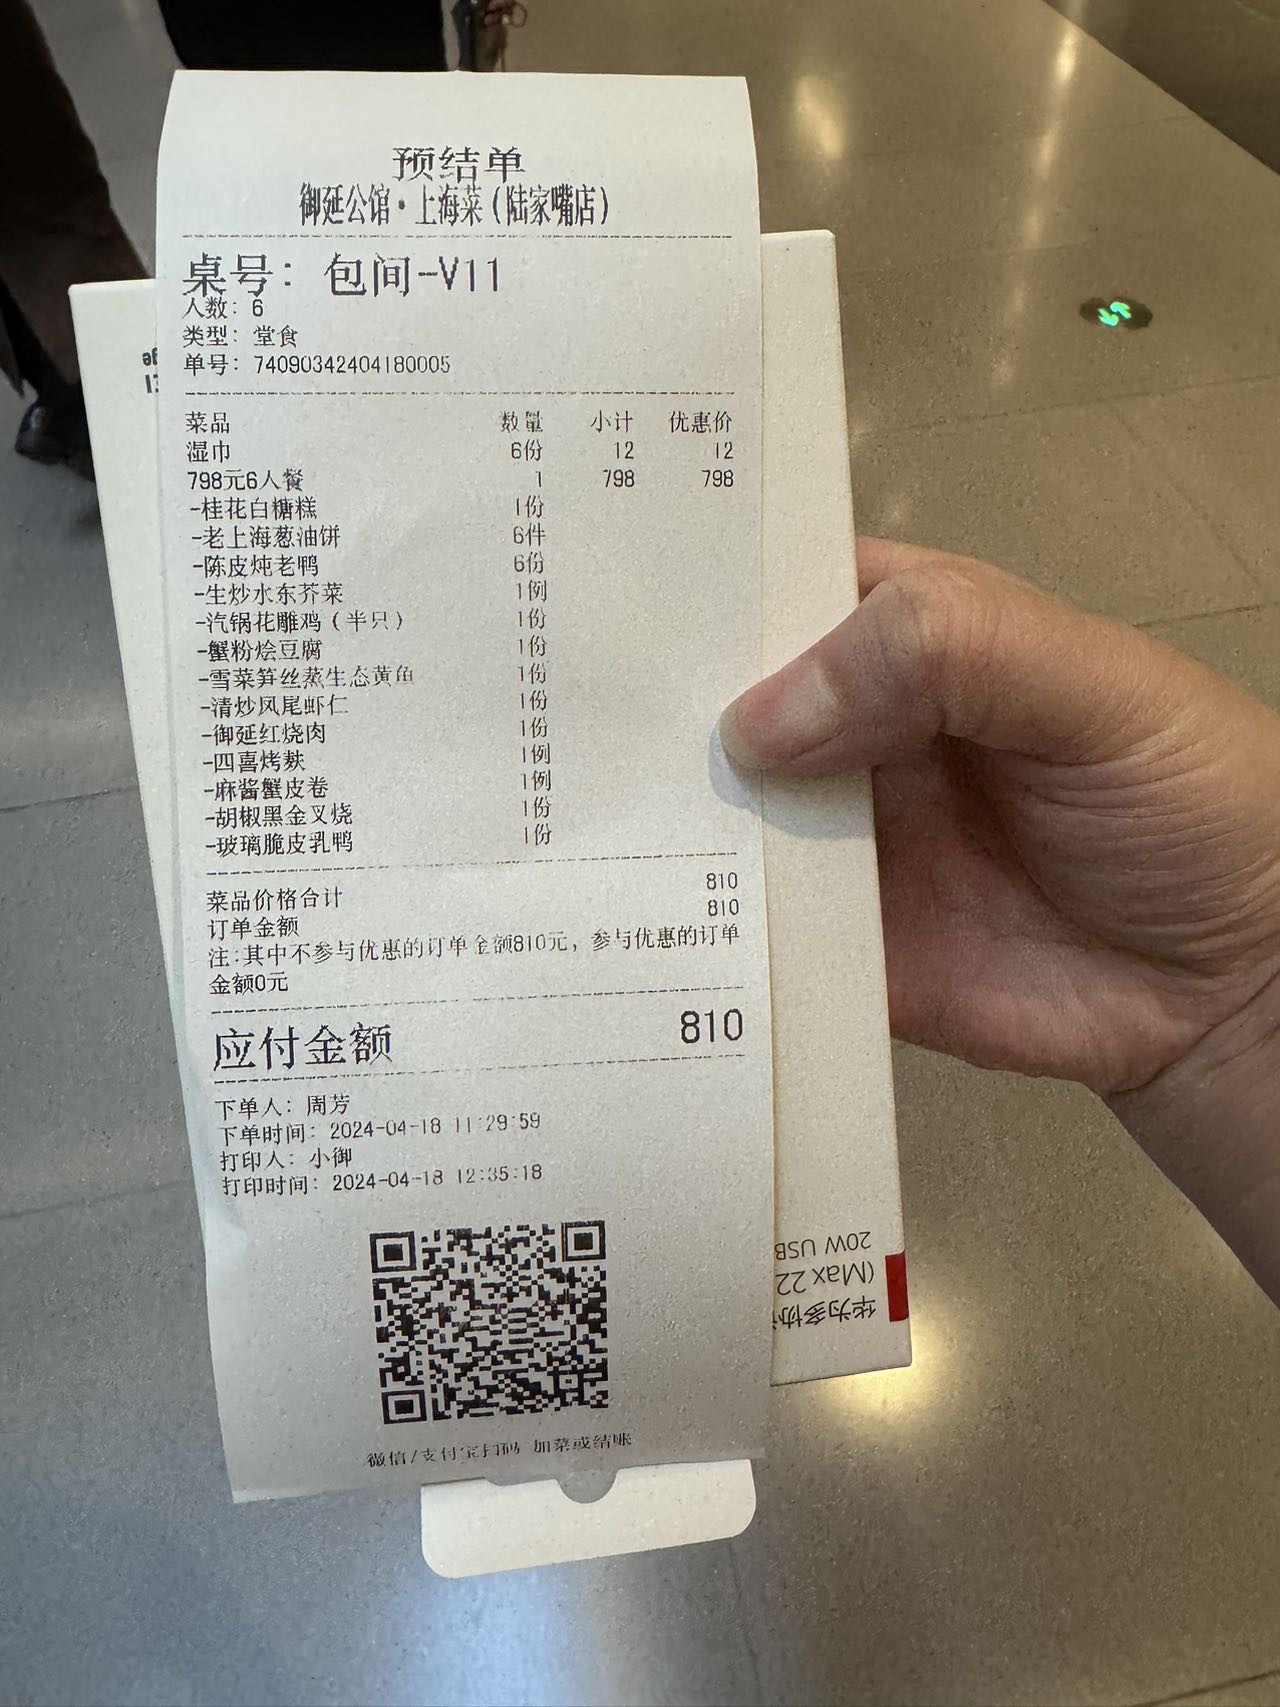 预结单
御延公馆·上海菜(陆家嘴店)
桌号: 包间-V11
人数: 6
类型: 堂食
单号: 74090342404180005
菜品 数量 小计 优惠价
湿巾 6份 12 12
798元6人餐 1 798 798
-桂花白糖糕 1份
-老上海葱油饼 6件
-陈皮炖老鸭 6份
-生炒水东芥菜 1例
-汽锅花雕鸡(半只) 1份
-蟹粉烩豆腐 1份
-雪菜笋丝蒸生态黄鱼 1份
-清炒凤尾虾仁 1份
-御延红烧肉 1份
-四喜烤麸 1例
-麻酱蟹皮卷 1例
-胡椒黑金叉烧 1份
-玻璃脆皮乳鸭 1份
菜品价格合计 810
订单金额 810
注:其中不参与优惠的订单金额810元, 参与优惠的订单
金额0元
应付金额 810
下单人: 周芳
下单时间: 2024-04-18 11:29:59
打印人: 小御
打印时间: 2024-04-18 12:35:18
微信/支付宝扫码 加菜或结账
华为多协
(Max 22
20W USB